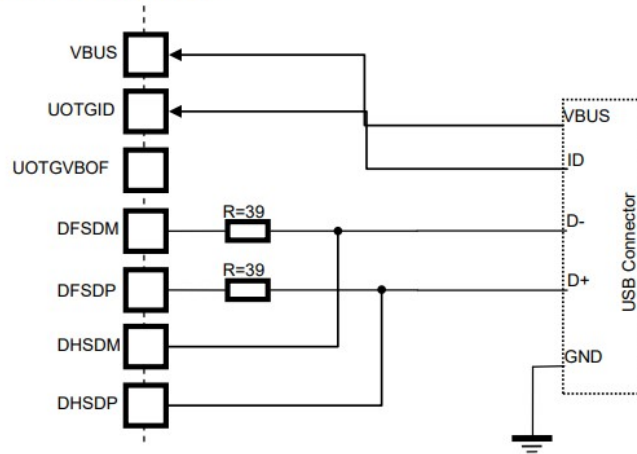 VBUS
UOTGID
UOTGVBOF
DFSDM
R=39
DFSDP
R=39
DHSDM
DHSDP
VBUS
ID
D-
D+
GND
USB Connector